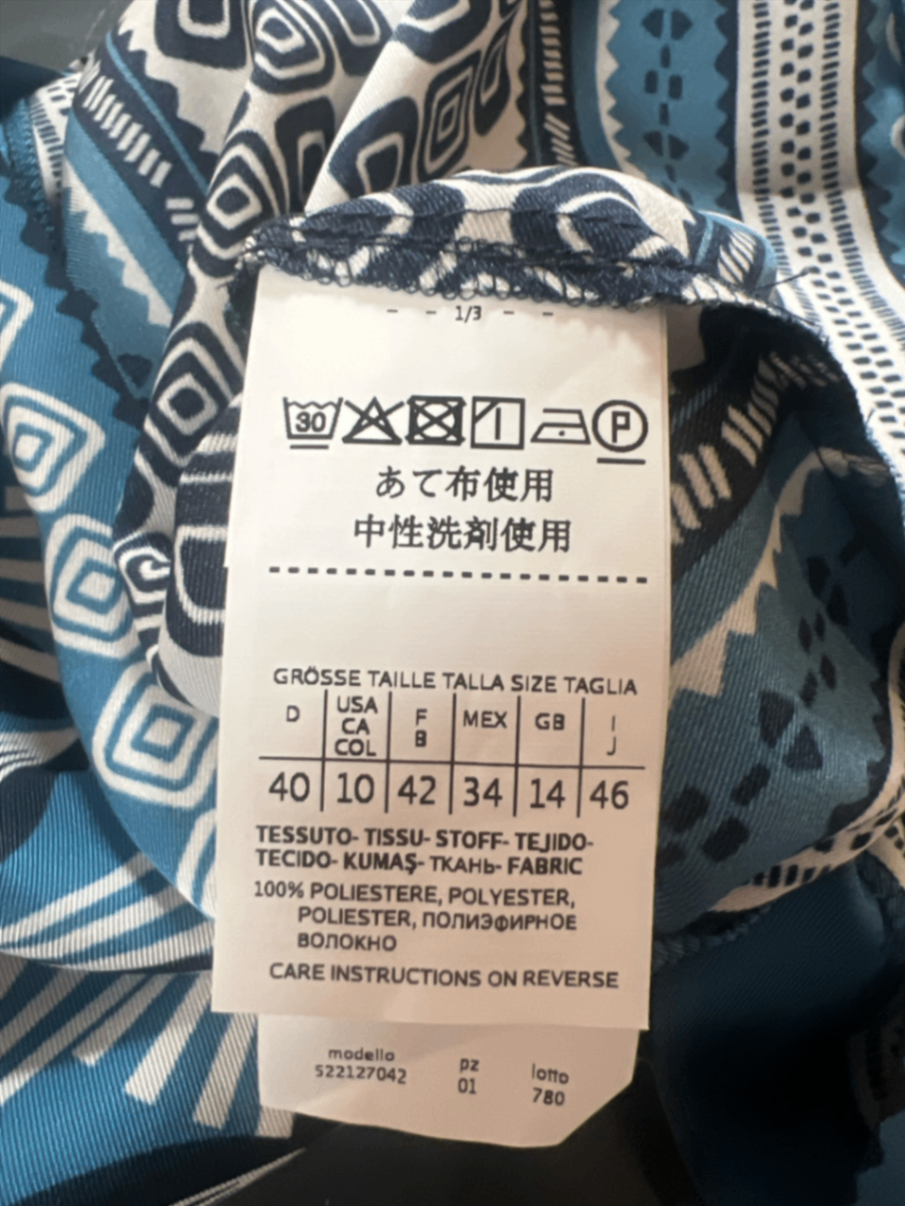 - - 1/3 - -
30 P
あて布使用
中性洗剤使用
GRÖSSE TAILLE TALLA SIZE TAGLIA
D USA CA COL F B MEX GB I J
40 10 42 34 14 46
TESSUTO- TISSU- STOFF- TEJIDO-
TECIDO- KUMAŞ- ТКАНЬ- FABRIC
100% POLIESTERE, POLYESTER,
POLIESTER, ПОЛИЭФИРНОЕ
ВОЛОКНО
CARE INSTRUCTIONS ON REVERSE
modello pz lotto
522127042 01 780